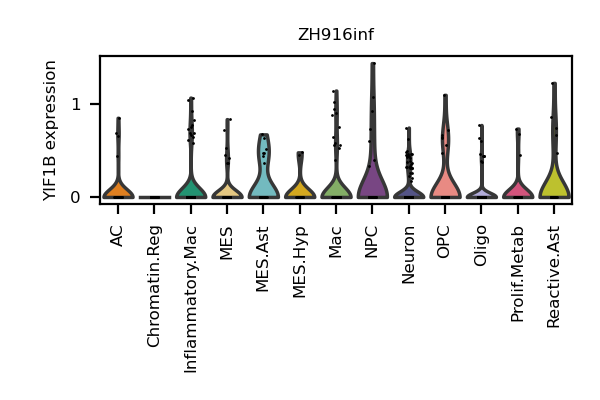 ZH916inf
YIF1B expression
1
0
AC
Chromatin.Reg
Inflammatory.Mac
MES
MES.Ast
MES.Hyp
Mac
NPC
Neuron
OPC
Oligo
Prolif.Metab
Reactive.Ast